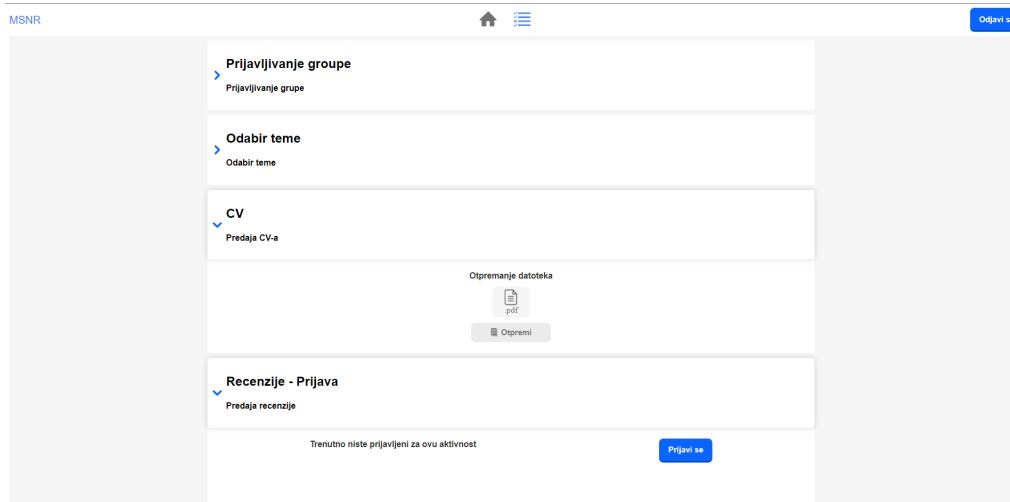 MSNR
Odjavi s
Prijavljivanje groupe
Prijavljivanje grupe
Odabir teme
Odabir teme
CV
Predaja CV-a
Otpremanje datoteka
.pdf
Otpremi
Recenzije - Prijava
Predaja recenzije
Trenutno niste prijavljeni za ovu aktivnost
Prijavi se